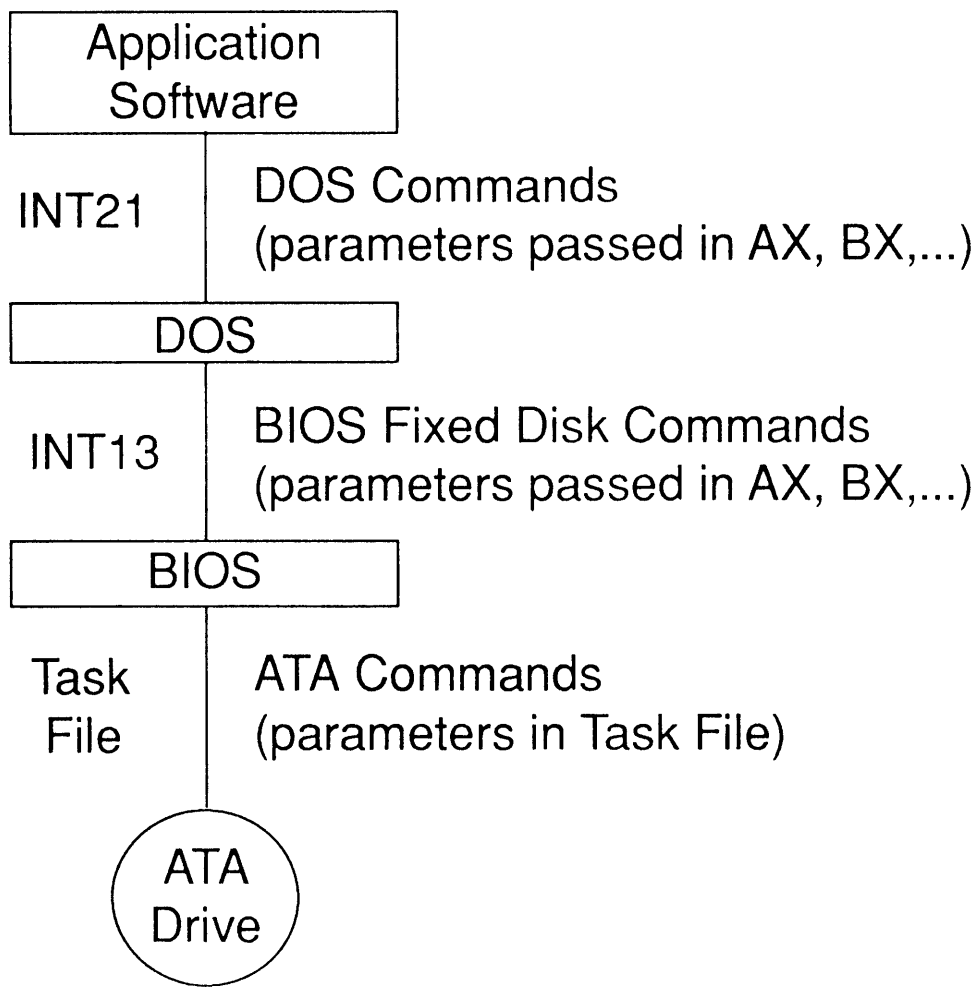 Application
Software
INT21
DOS Commands
(parameters passed in AX, BX,...)
DOS
INT13
BIOS Fixed Disk Commands
(parameters passed in AX, BX,...)
BIOS
Task
File
ATA Commands
(parameters in Task File)
ATA
Drive